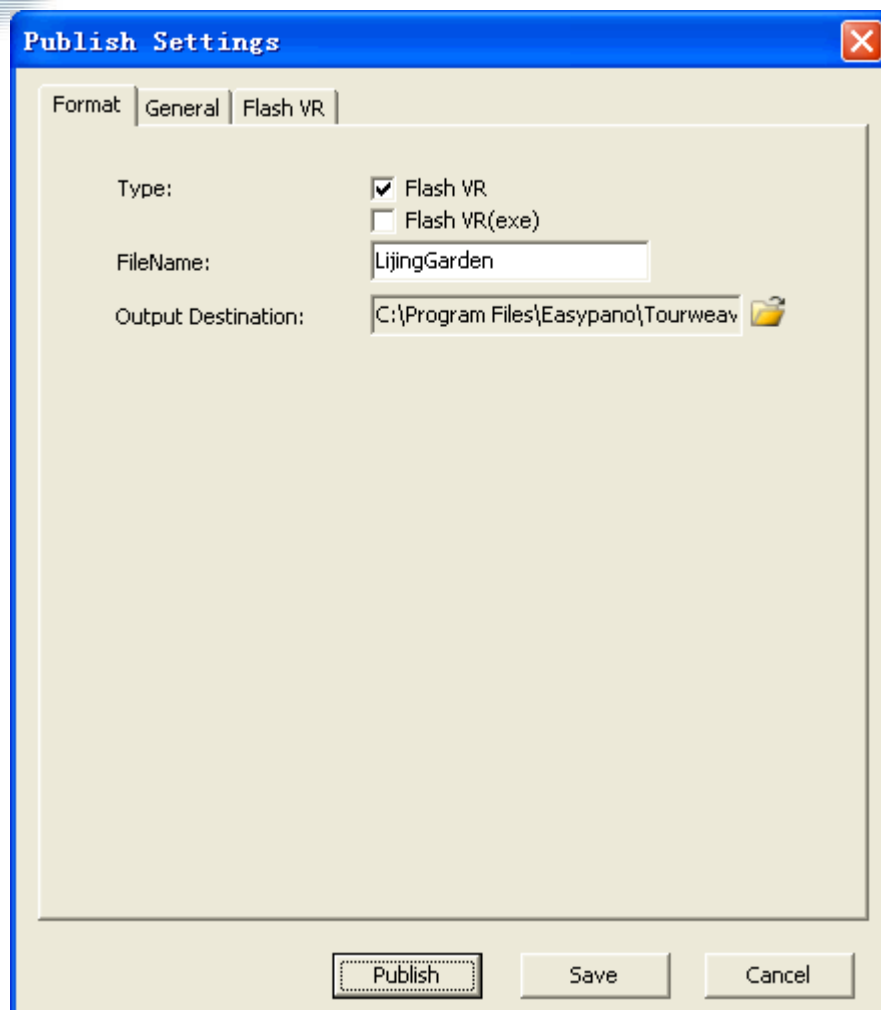 Publish Settings
Format General Flash VR
Type: Flash VR
Flash VR(exe)
FileName: LijingGarden
Output Destination: C:\Program Files\Easypano\Tourweav
Publish Save Cancel